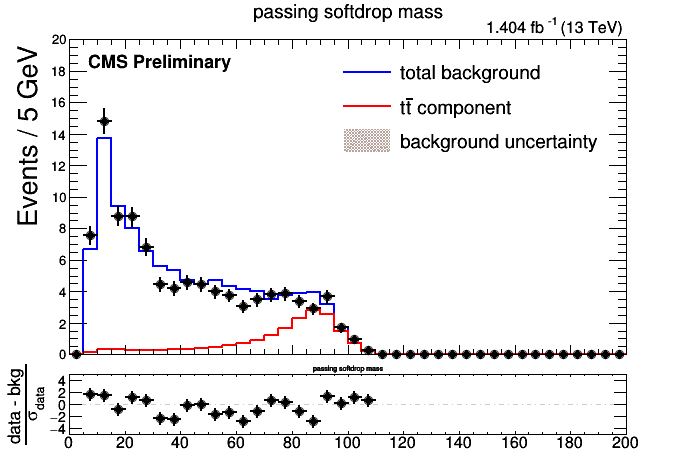 passing softdrop mass
1.404 fb⁻¹ (13 TeV)
CMS Preliminary
total background
tt̄ component
background uncertainty
Events / 5 GeV
20
18
16
14
12
10
8
6
4
2
0
passing softdrop mass
data - bkg
σ data
4
2
0
−2
−4
0 20 40 60 80 100 120 140 160 180 200